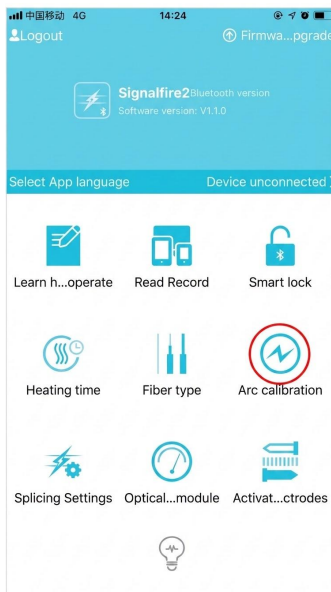 中国移动 4G 14:24
Logout Firmwa...pgrade
Signalfire2 Bluetooth version
Software version: V1.1.0
Select App language Device unconnected
Learn h...operate Read Record Smart lock
Heating time Fiber type Arc calibration
Splicing Settings Optical...module Activat...ctrodes